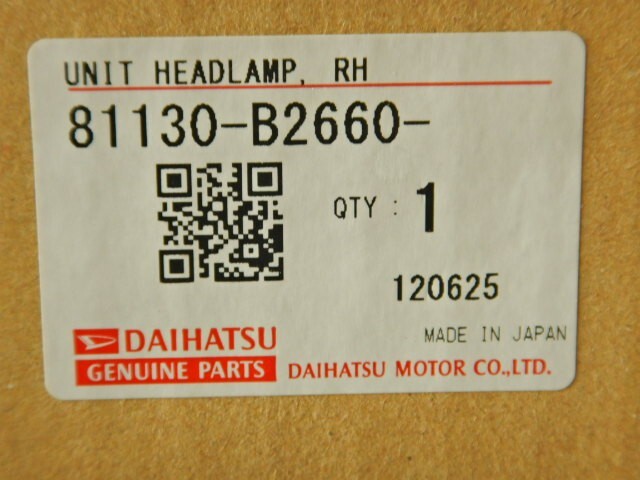 UNIT HEADLAMP, RH
81130-B2660-
QTY : 1
120625
MADE IN JAPAN
DAIHATSU
GENUINE PARTS
DAIHATSU MOTOR CO.,LTD.